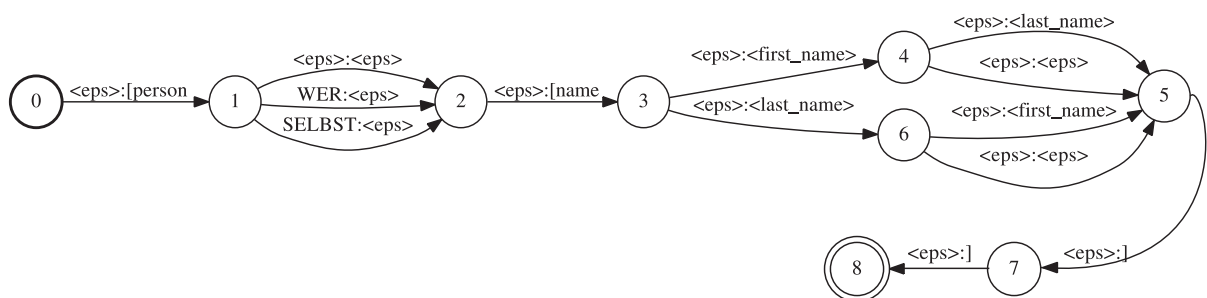 0
<eps>:[person
1
<eps>:<eps>
WER:<eps>
SELBST:<eps>
2
<eps>:[name
3
<eps>:<first_name>
<eps>:<last_name>
4
6
<eps>:<last_name>
<eps>:<eps>
<eps>:<first_name>
<eps>:<eps>
5
8
<eps>:]
7
<eps>:]